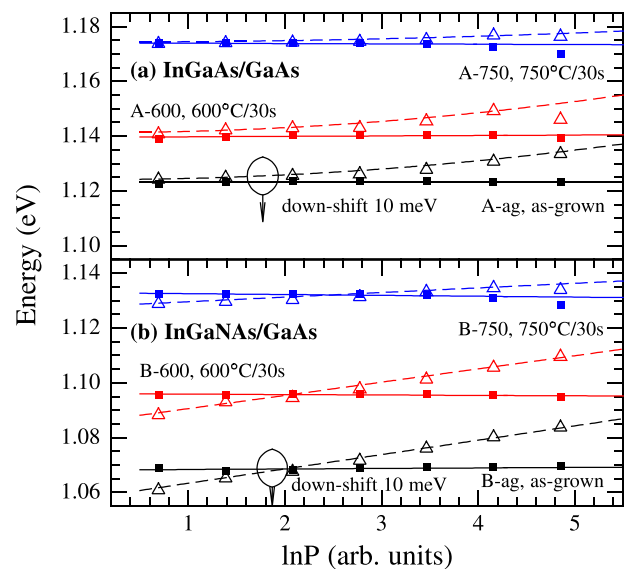 1.18
1.16
1.14
1.12
1.10
(a) InGaAs/GaAs
A-750, 750°C/30s
A-600, 600°C/30s
down-shift 10 meV
A-ag, as-grown
Energy (eV)
1.14
1.12
1.10
1.08
1.06
(b) InGaNAs/GaAs
B-750, 750°C/30s
B-600, 600°C/30s
down-shift 10 meV
B-ag, as-grown
1 2 3 4 5
lnP (arb. units)